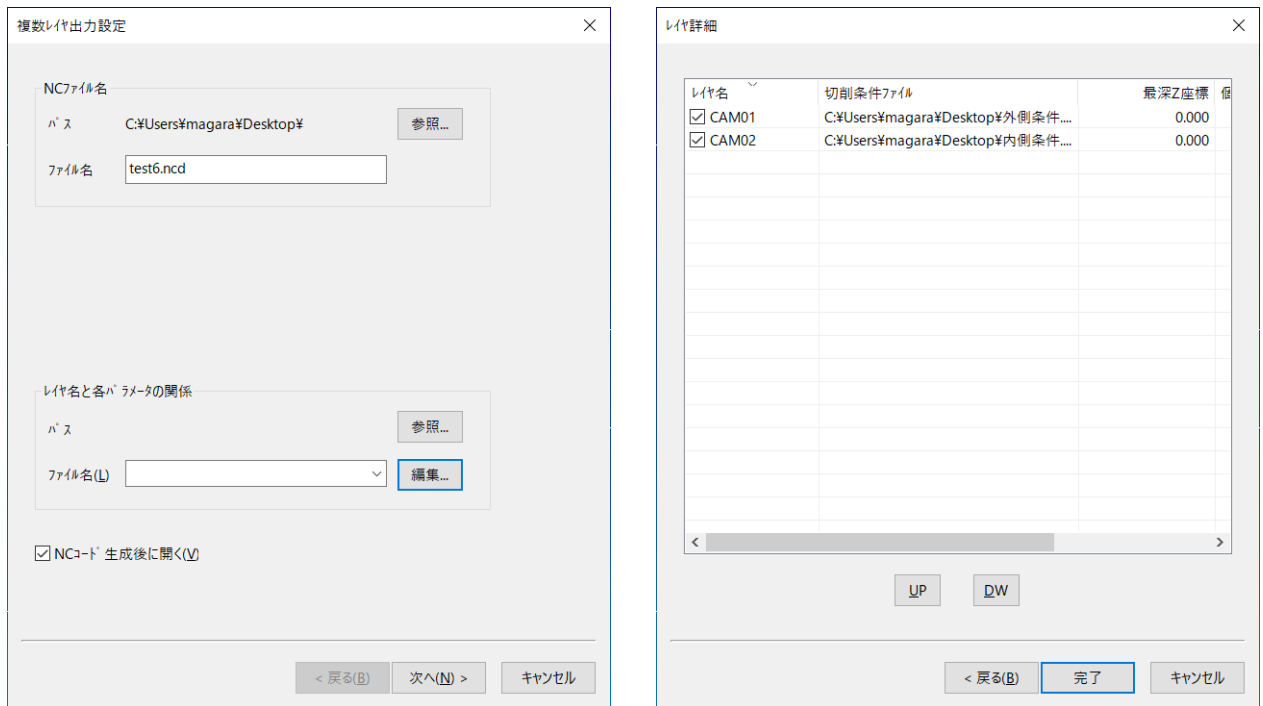 複数ﾚｲﾔ出力設定
NCﾌｧｲﾙ名
ﾊﾟｽ C:¥Users¥magara¥Desktop¥ 参照...
ﾌｧｲﾙ名 test6.ncd
ﾚｲﾔ名と各ﾊﾟﾗﾒｰﾀの関係
ﾊﾟｽ 参照...
ﾌｧｲﾙ名(L) 編集...
NCｺｰﾄﾞ生成後に開く(V)
< 戻る(B) 次へ(N) > キャンセル
ﾚｲﾔ詳細
ﾚｲﾔ名 切削条件ﾌｧｲﾙ 最深Z座標
CAM01 C:¥Users¥magara¥Desktop¥外側条件.... 0.000
CAM02 C:¥Users¥magara¥Desktop¥内側条件.... 0.000
UP DW
< 戻る(B) 完了 キャンセル